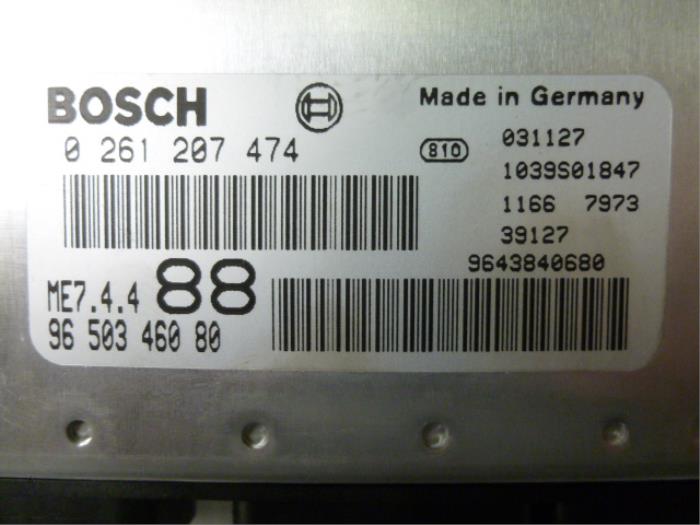 BOSCH
Made in Germany
0 261 207 474
810
031127
1039S01847
1166 7973
39127
9643840680
ME7.4.4 88
96 503 460 80